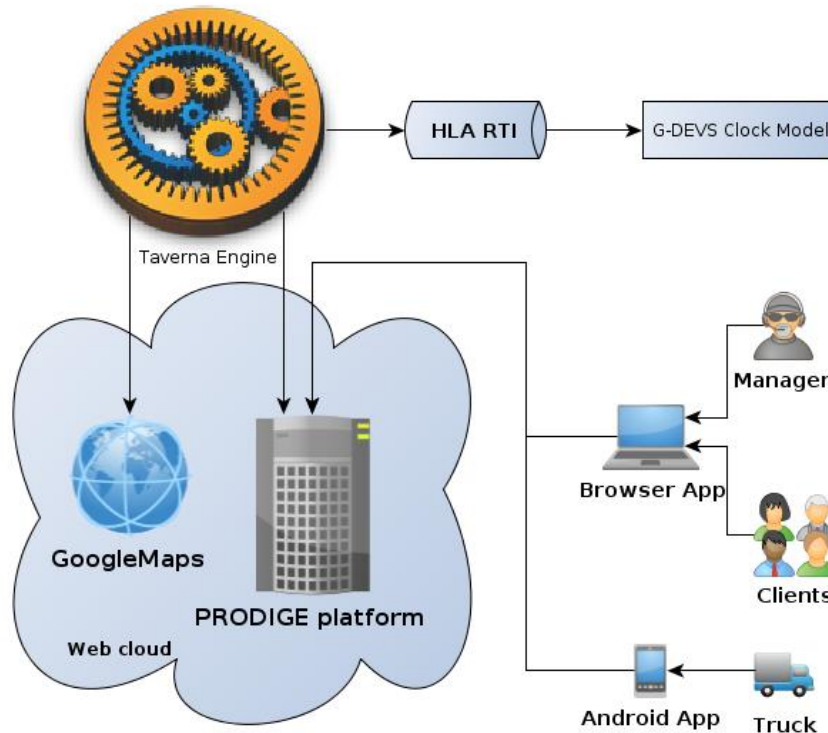 HLA RTI
G-DEVS Clock Model
Taverna Engine
Manager
Browser App
GoogleMaps
Clients
PRODIGE platform
Web cloud
Android App
Truck